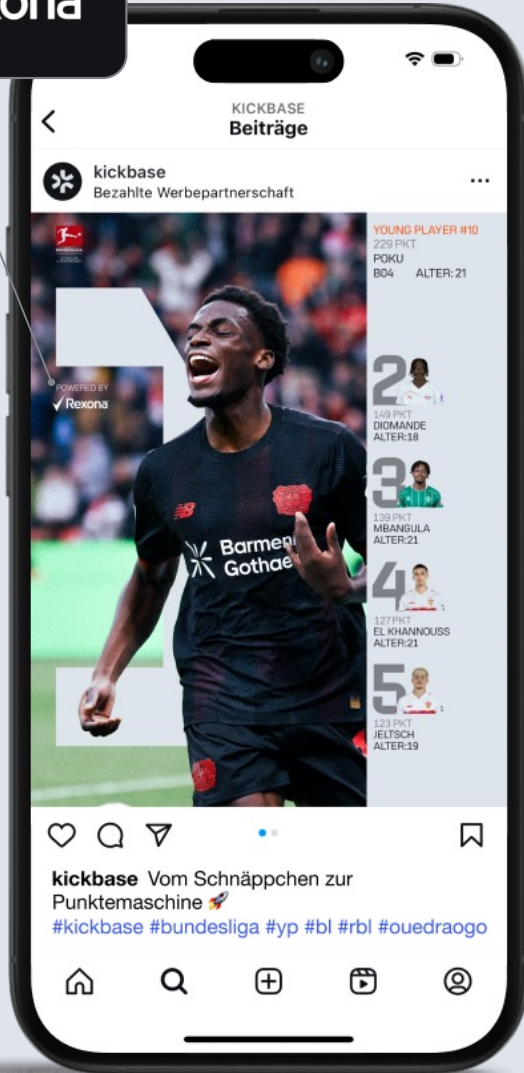 KICKBASE
Beiträge
kickbase
Bezahlte Werbepartnerschaft
POWERED BY
Rexona
Barmen
Gothae
YOUNG PLAYER #10
229 PKT
POKU
B04 ALTER: 21
2
149 PKT
DIOMANDE
ALTER:18
3
139 PKT
MBANGULA
ALTER:21
4
127 PKT
EL KHANNOUSS
ALTER:21
5
123 PKT
JELTSCH
ALTER:19
kickbase Vom Schnäppchen zur
Punktemaschine 🚀
#kickbase #bundesliga #yp #bl #rbl #ouedraogo